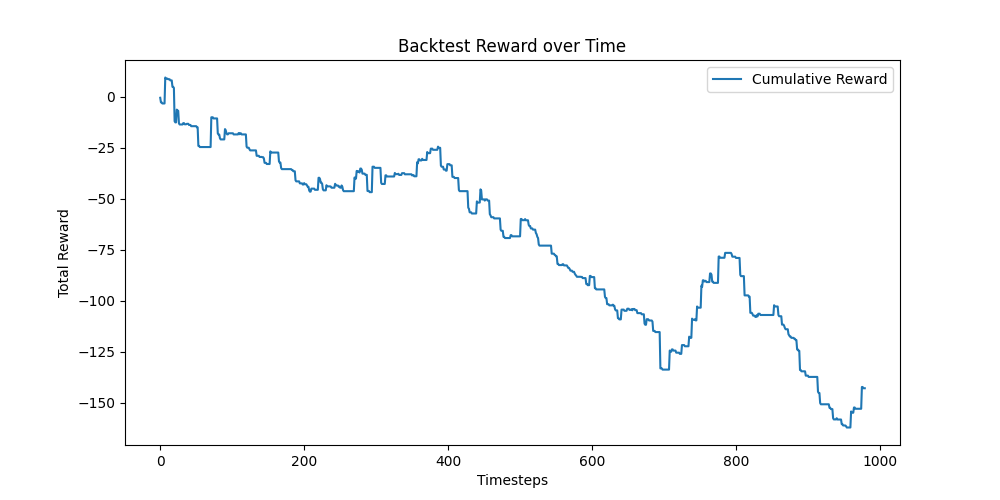 Backtest Reward over Time
Cumulative Reward
Total Reward
0
−25
−50
−75
−100
−125
−150
0 200 400 600 800 1000
Timesteps